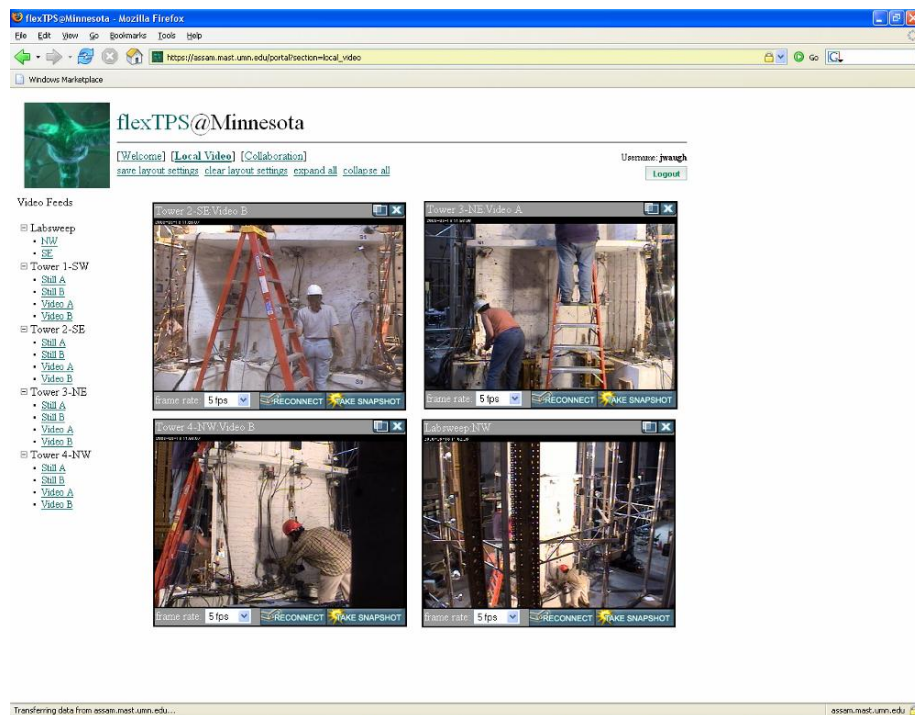 flexTPS@Minnesota - Mozilla Firefox
File Edit View Go Bookmarks Tools Help
https://assam.mast.umn.edu/portal?section=local_video
Go
Windows Marketplace
flexTPS@Minnesota
[Welcome] [Local Video] [Collaboration]
Username: jwaugh
save layout settings clear layout settings expand all collapse all
Logout
Video Feeds
Labsweep
NW
SE
Tower 1-SW
Still A
Still B
Video A
Video B
Tower 2-SE
Still A
Still B
Video A
Video B
Tower 3-NE
Still A
Still B
Video A
Video B
Tower 4-NW
Still A
Still B
Video A
Video B
Tower 2-SE:Video B
frame rate: 5 fps RECONNECT TAKE SNAPSHOT
Tower 3-NE:Video A
frame rate: 5 fps RECONNECT TAKE SNAPSHOT
Tower 4-NW:Video B
frame rate: 5 fps RECONNECT TAKE SNAPSHOT
Labsweep:NW
frame rate: 5 fps RECONNECT TAKE SNAPSHOT
Transferring data from assam.mast.umn.edu...
assam.mast.umn.edu